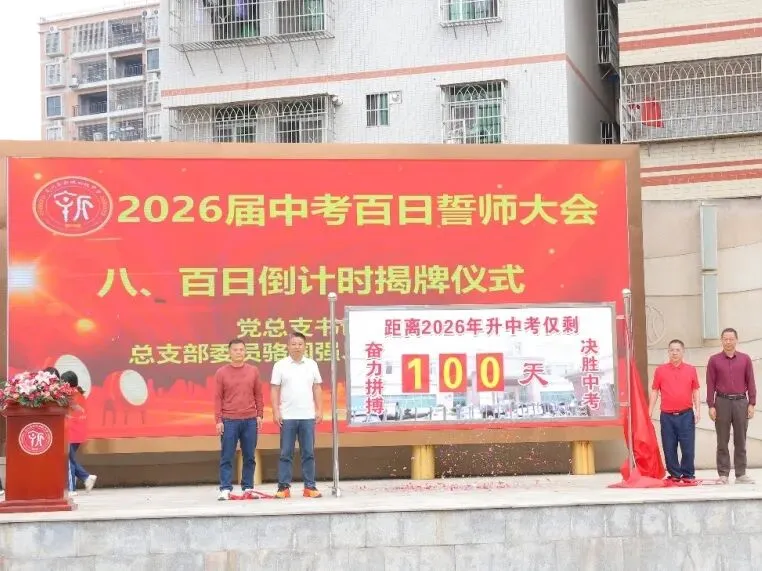 2026届中考百日誓师大会
八、百日倒计时揭牌仪式
党总支书
总支部委员骆国强、
距离2026年升中考仅剩
奋力拼搏
100天
决胜中考